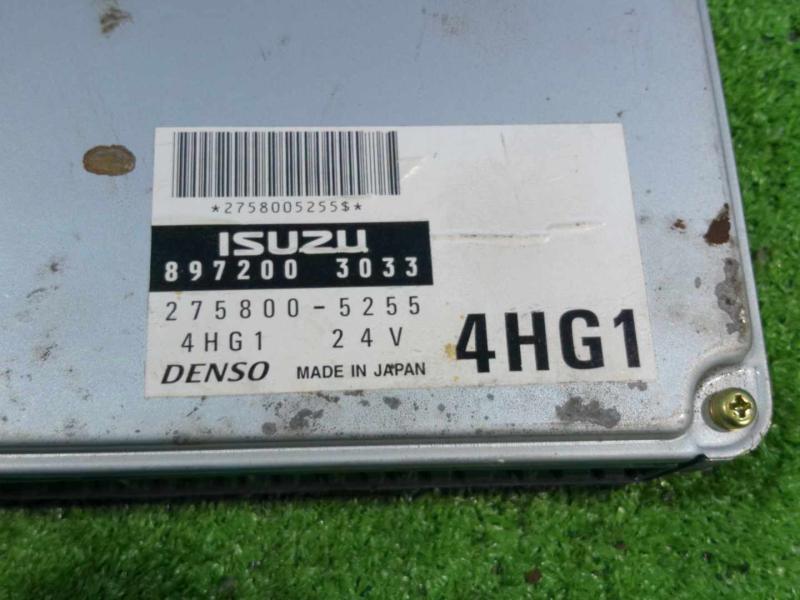 *2758005255$*
ISUZU
897200 3033
275800-5255
4HG1 24V
4HG1
DENSO MADE IN JAPAN